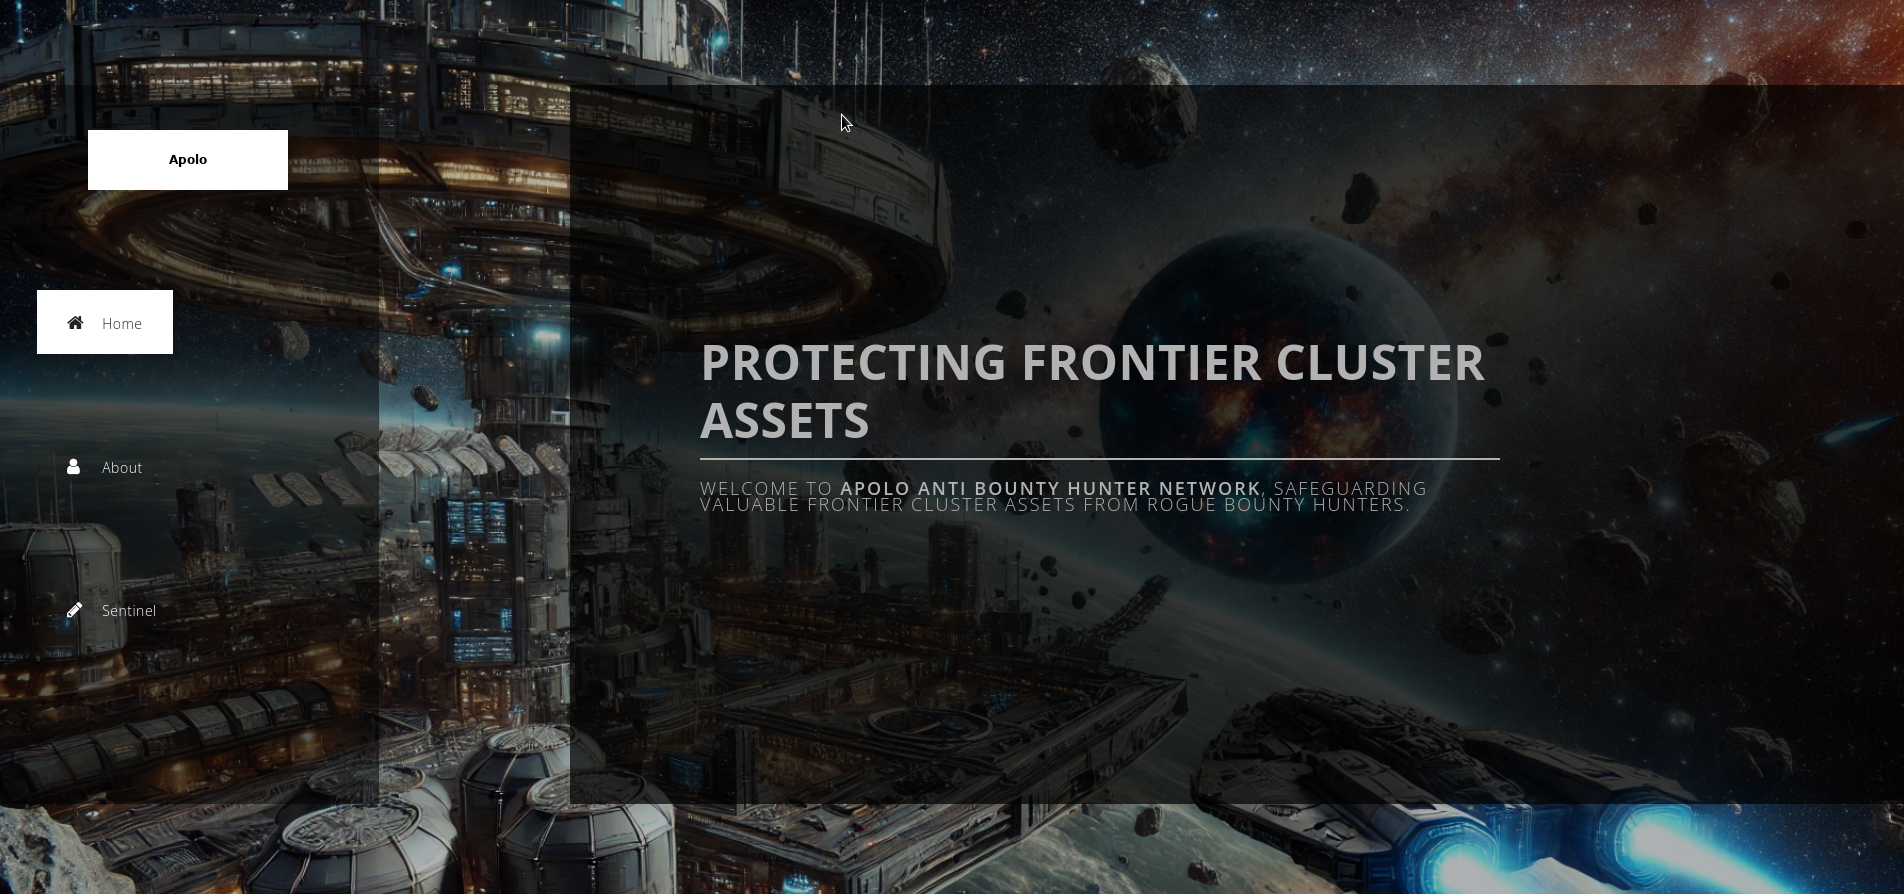 Apolo
Home
About
Sentinel
PROTECTING FRONTIER CLUSTER
ASSETS
WELCOME TO APOLO ANTI BOUNTY HUNTER NETWORK, SAFEGUARDING
VALUABLE FRONTIER CLUSTER ASSETS FROM ROGUE BOUNTY HUNTERS.